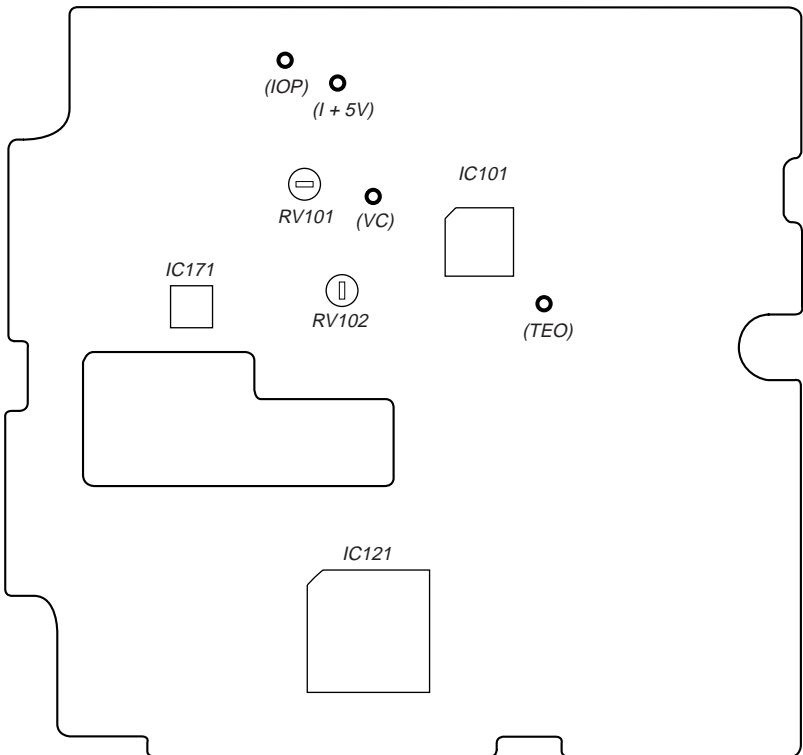 (IOP)
(I + 5V)
IC101
RV101
(VC)
IC171
RV102
(TEO)
IC121